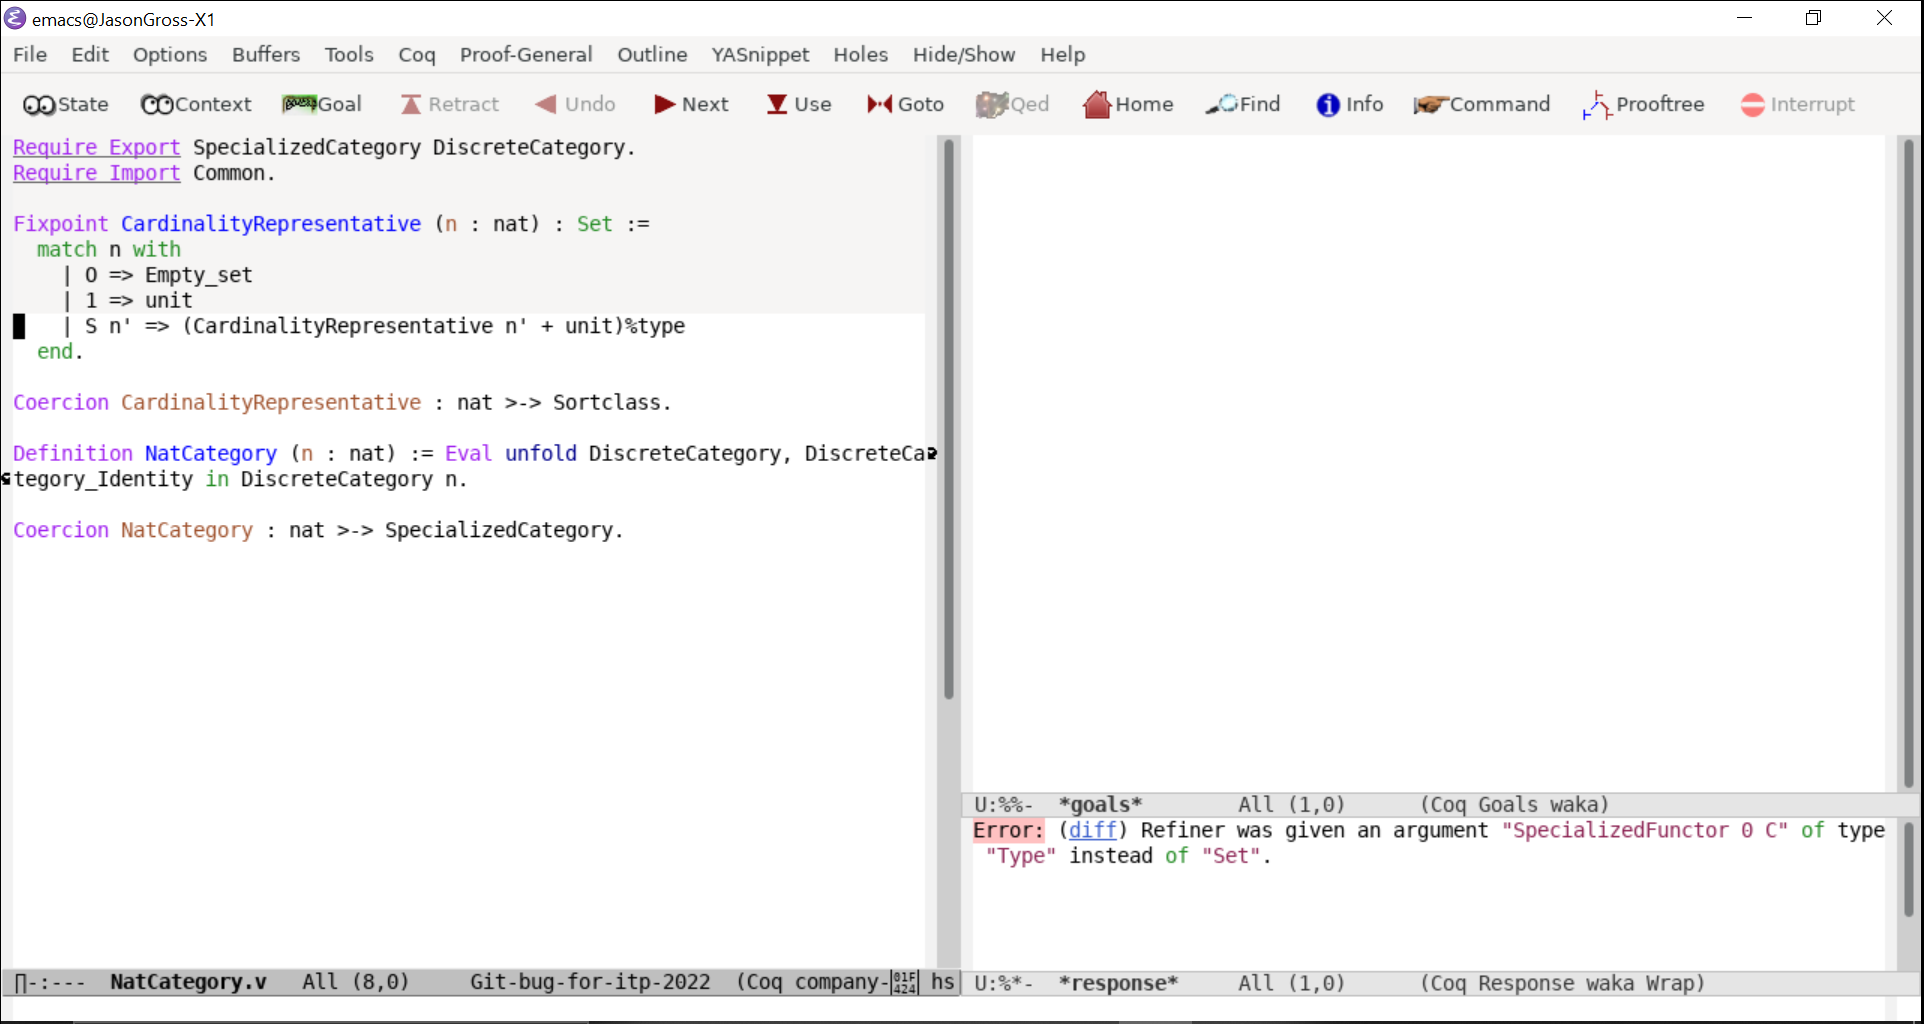 emacs@JasonGross-X1
File Edit Options Buffers Tools Coq Proof-General Outline YASnippet Holes Hide/Show Help
State Context Goal Retract Undo Next Use Goto Qed Home Find Info Command Prooftree Interrupt
Require Export SpecializedCategory DiscreteCategory.
Require Import Common.
Fixpoint CardinalityRepresentative (n : nat) : Set :=
match n with
| O => Empty_set
| 1 => unit
| S n' => (CardinalityRepresentative n' + unit)%type
end.
Coercion CardinalityRepresentative : nat >-> Sortclass.
Definition NatCategory (n : nat) := Eval unfold DiscreteCategory, DiscreteCa
tegory_Identity in DiscreteCategory n.
Coercion NatCategory : nat >-> SpecializedCategory.
∏-:--- NatCategory.v All (8,0) Git-bug-for-itp-2022 (Coq company-01F424 hs
U:%%- *goals* All (1,0) (Coq Goals waka)
Error: (diff) Refiner was given an argument "SpecializedFunctor 0 C" of type
"Type" instead of "Set".
U:%*- *response* All (1,0) (Coq Response waka Wrap)